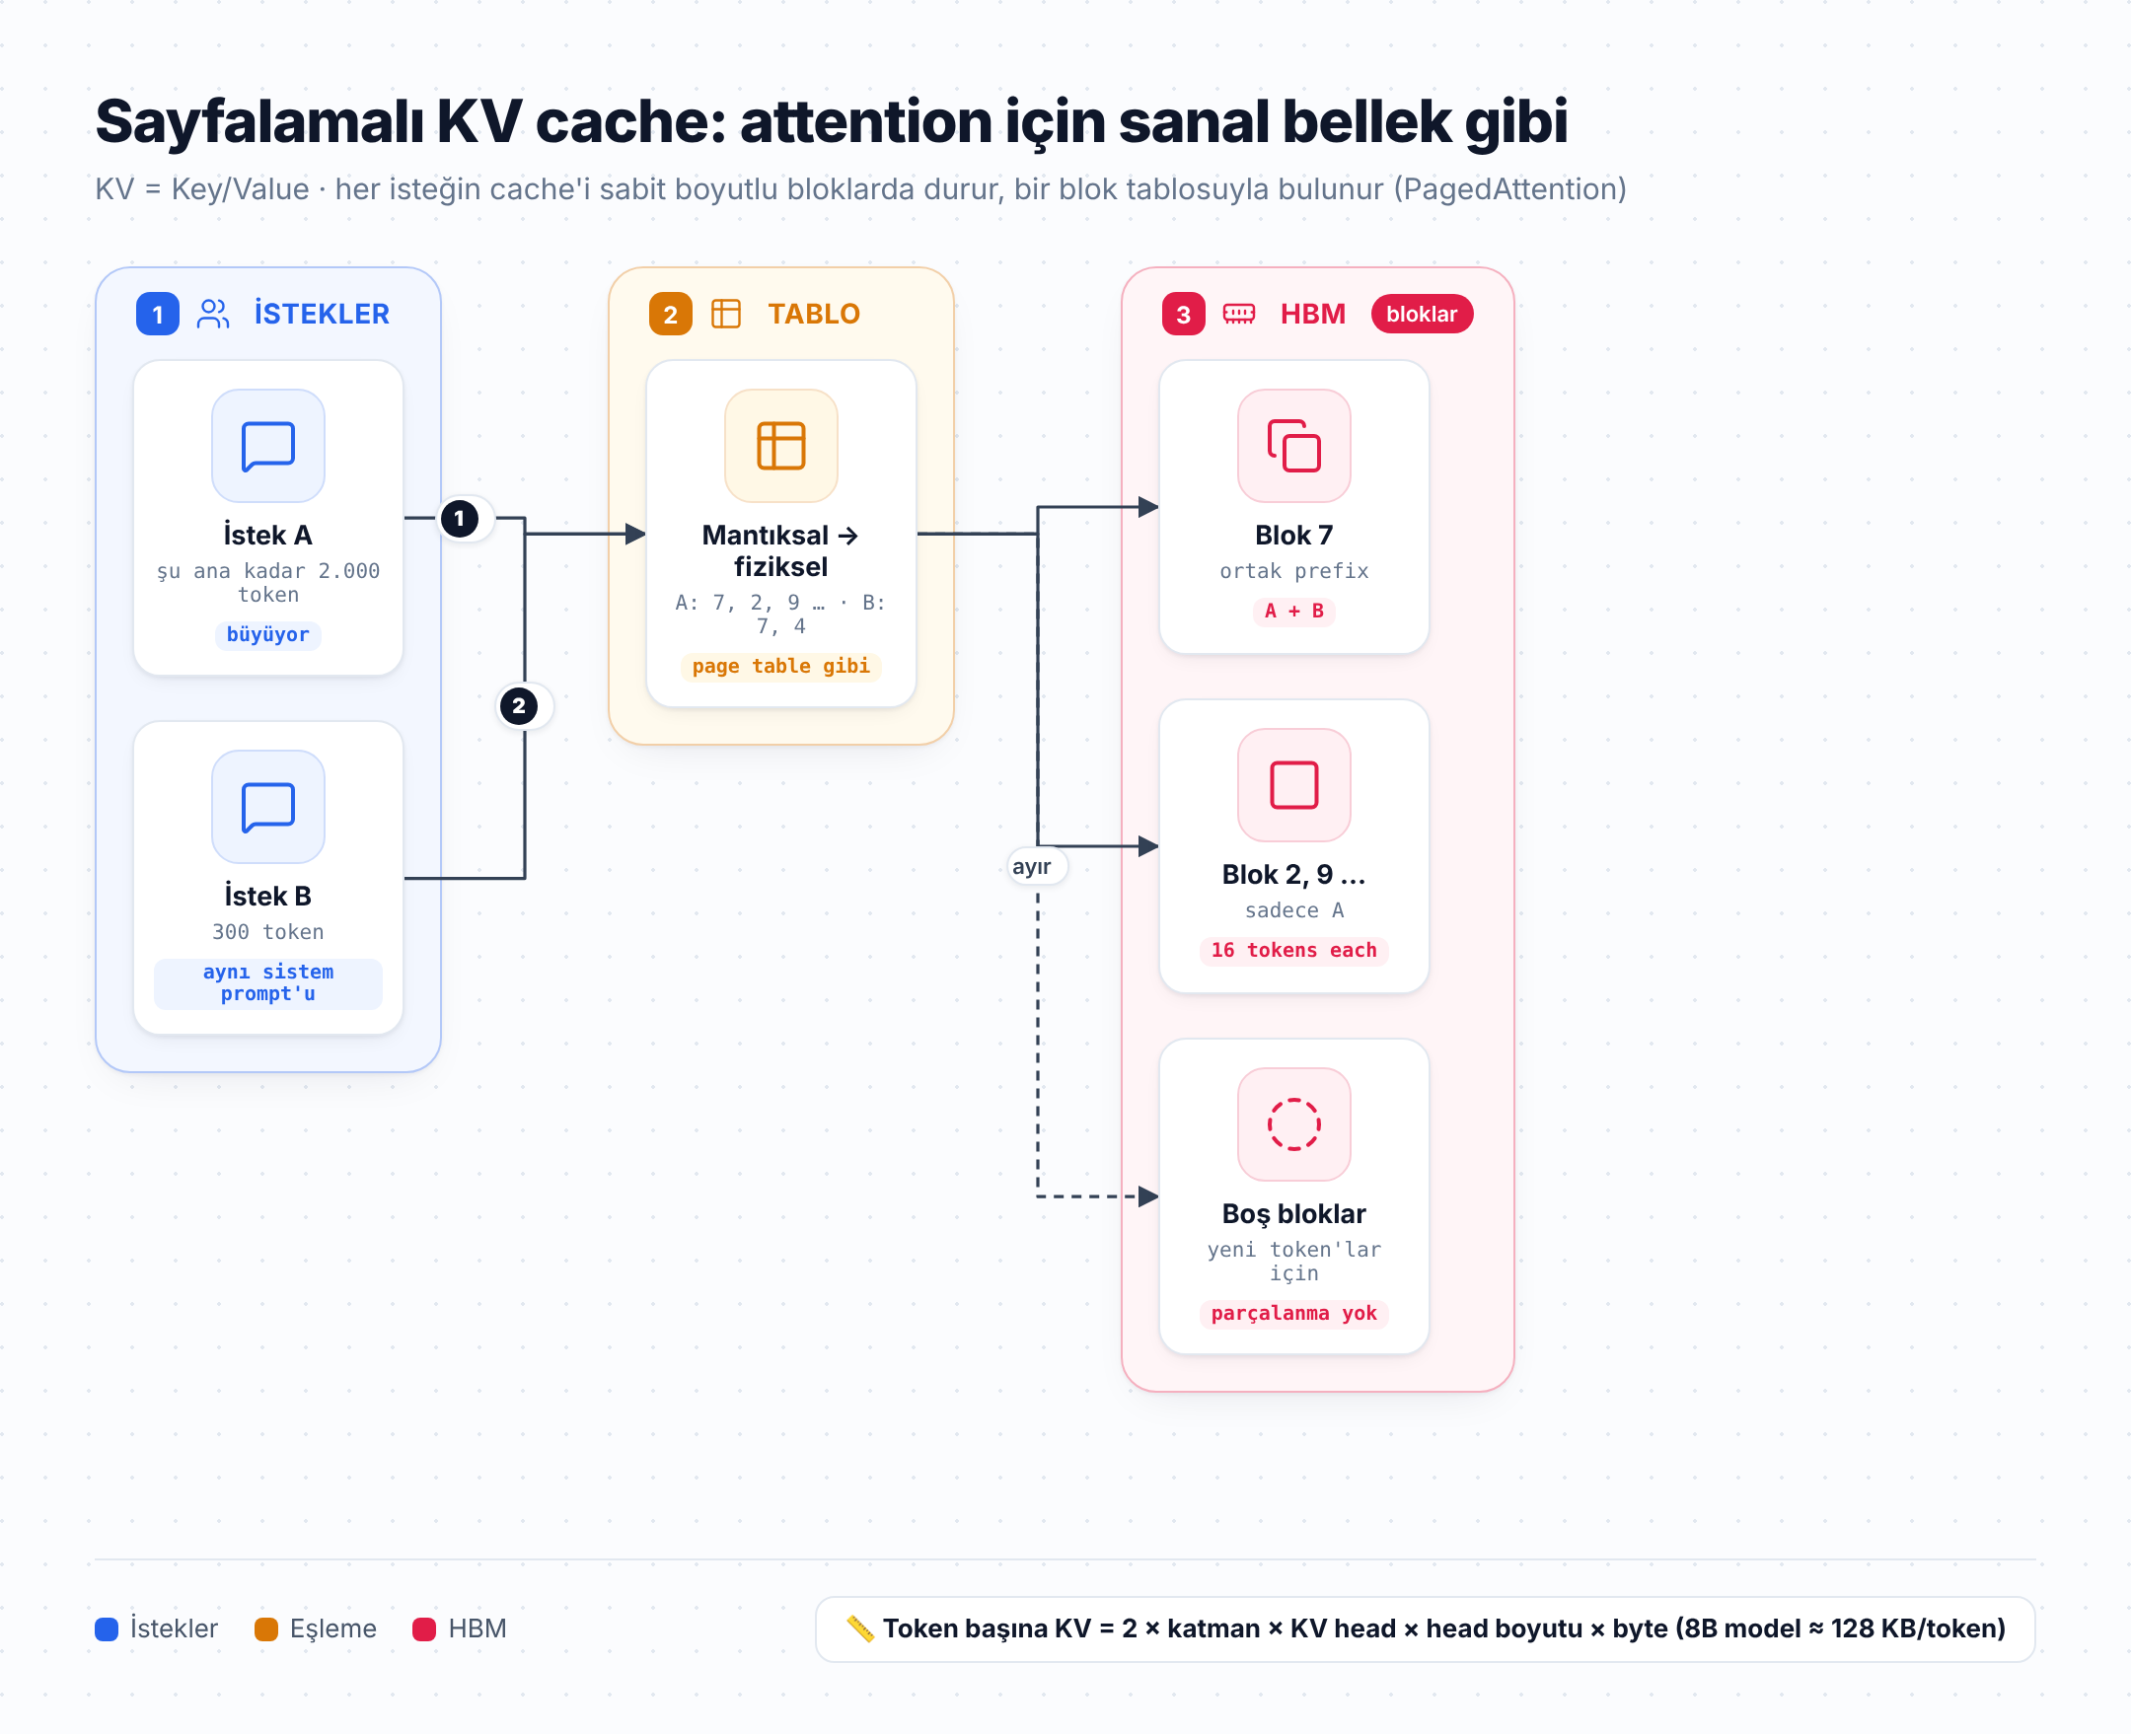 Sayfalamalı KV cache: attention için sanal bellek gibi
KV = Key/Value · her isteğin cache'i sabit boyutlu bloklarda durur, bir blok tablosuyla bulunur (PagedAttention)
1 İSTEKLER
İstek A
şu ana kadar 2.000
token
büyüyor
İstek B
300 token
aynı sistem
prompt'u
1
2
2 TABLO
Mantıksal →
fiziksel
A: 7, 2, 9 … · B:
7, 4
page table gibi
ayır
3 HBM bloklar
Blok 7
ortak prefix
A + B
Blok 2, 9 …
sadece A
16 tokens each
Boş bloklar
yeni token'lar
için
parçalanma yok
İstekler
Eşleme
HBM
📏 Token başına KV = 2 × katman × KV head × head boyutu × byte (8B model ≈ 128 KB/token)